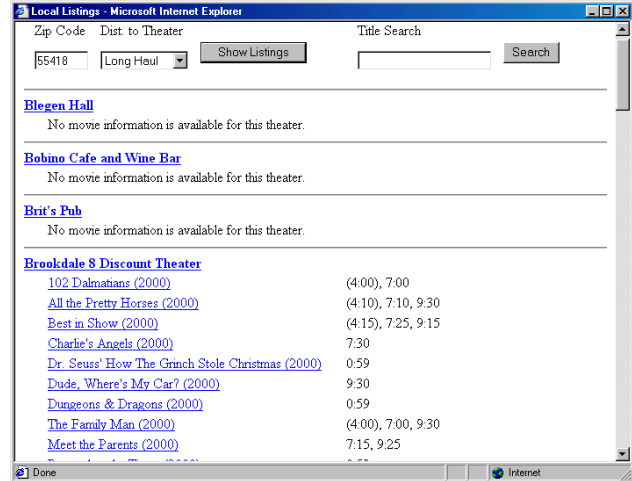 Local Listings - Microsoft Internet Explorer
Zip Code Dist. to Theater Title Search
55418 Long Haul Show Listings Search
Blegen Hall
No movie information is available for this theater.
Bobino Cafe and Wine Bar
No movie information is available for this theater.
Brit's Pub
No movie information is available for this theater.
Brookdale 8 Discount Theater
102 Dalmatians (2000) (4:00), 7:00
All the Pretty Horses (2000) (4:10), 7:10, 9:30
Best in Show (2000) (4:15), 7:25, 9:15
Charlie's Angels (2000) 7:30
Dr. Seuss' How The Grinch Stole Christmas (2000) 0:59
Dude, Where's My Car? (2000) 9:30
Dungeons & Dragons (2000) 0:59
The Family Man (2000) (4:00), 7:00, 9:30
Meet the Parents (2000) 7:15, 9:25
Done Internet